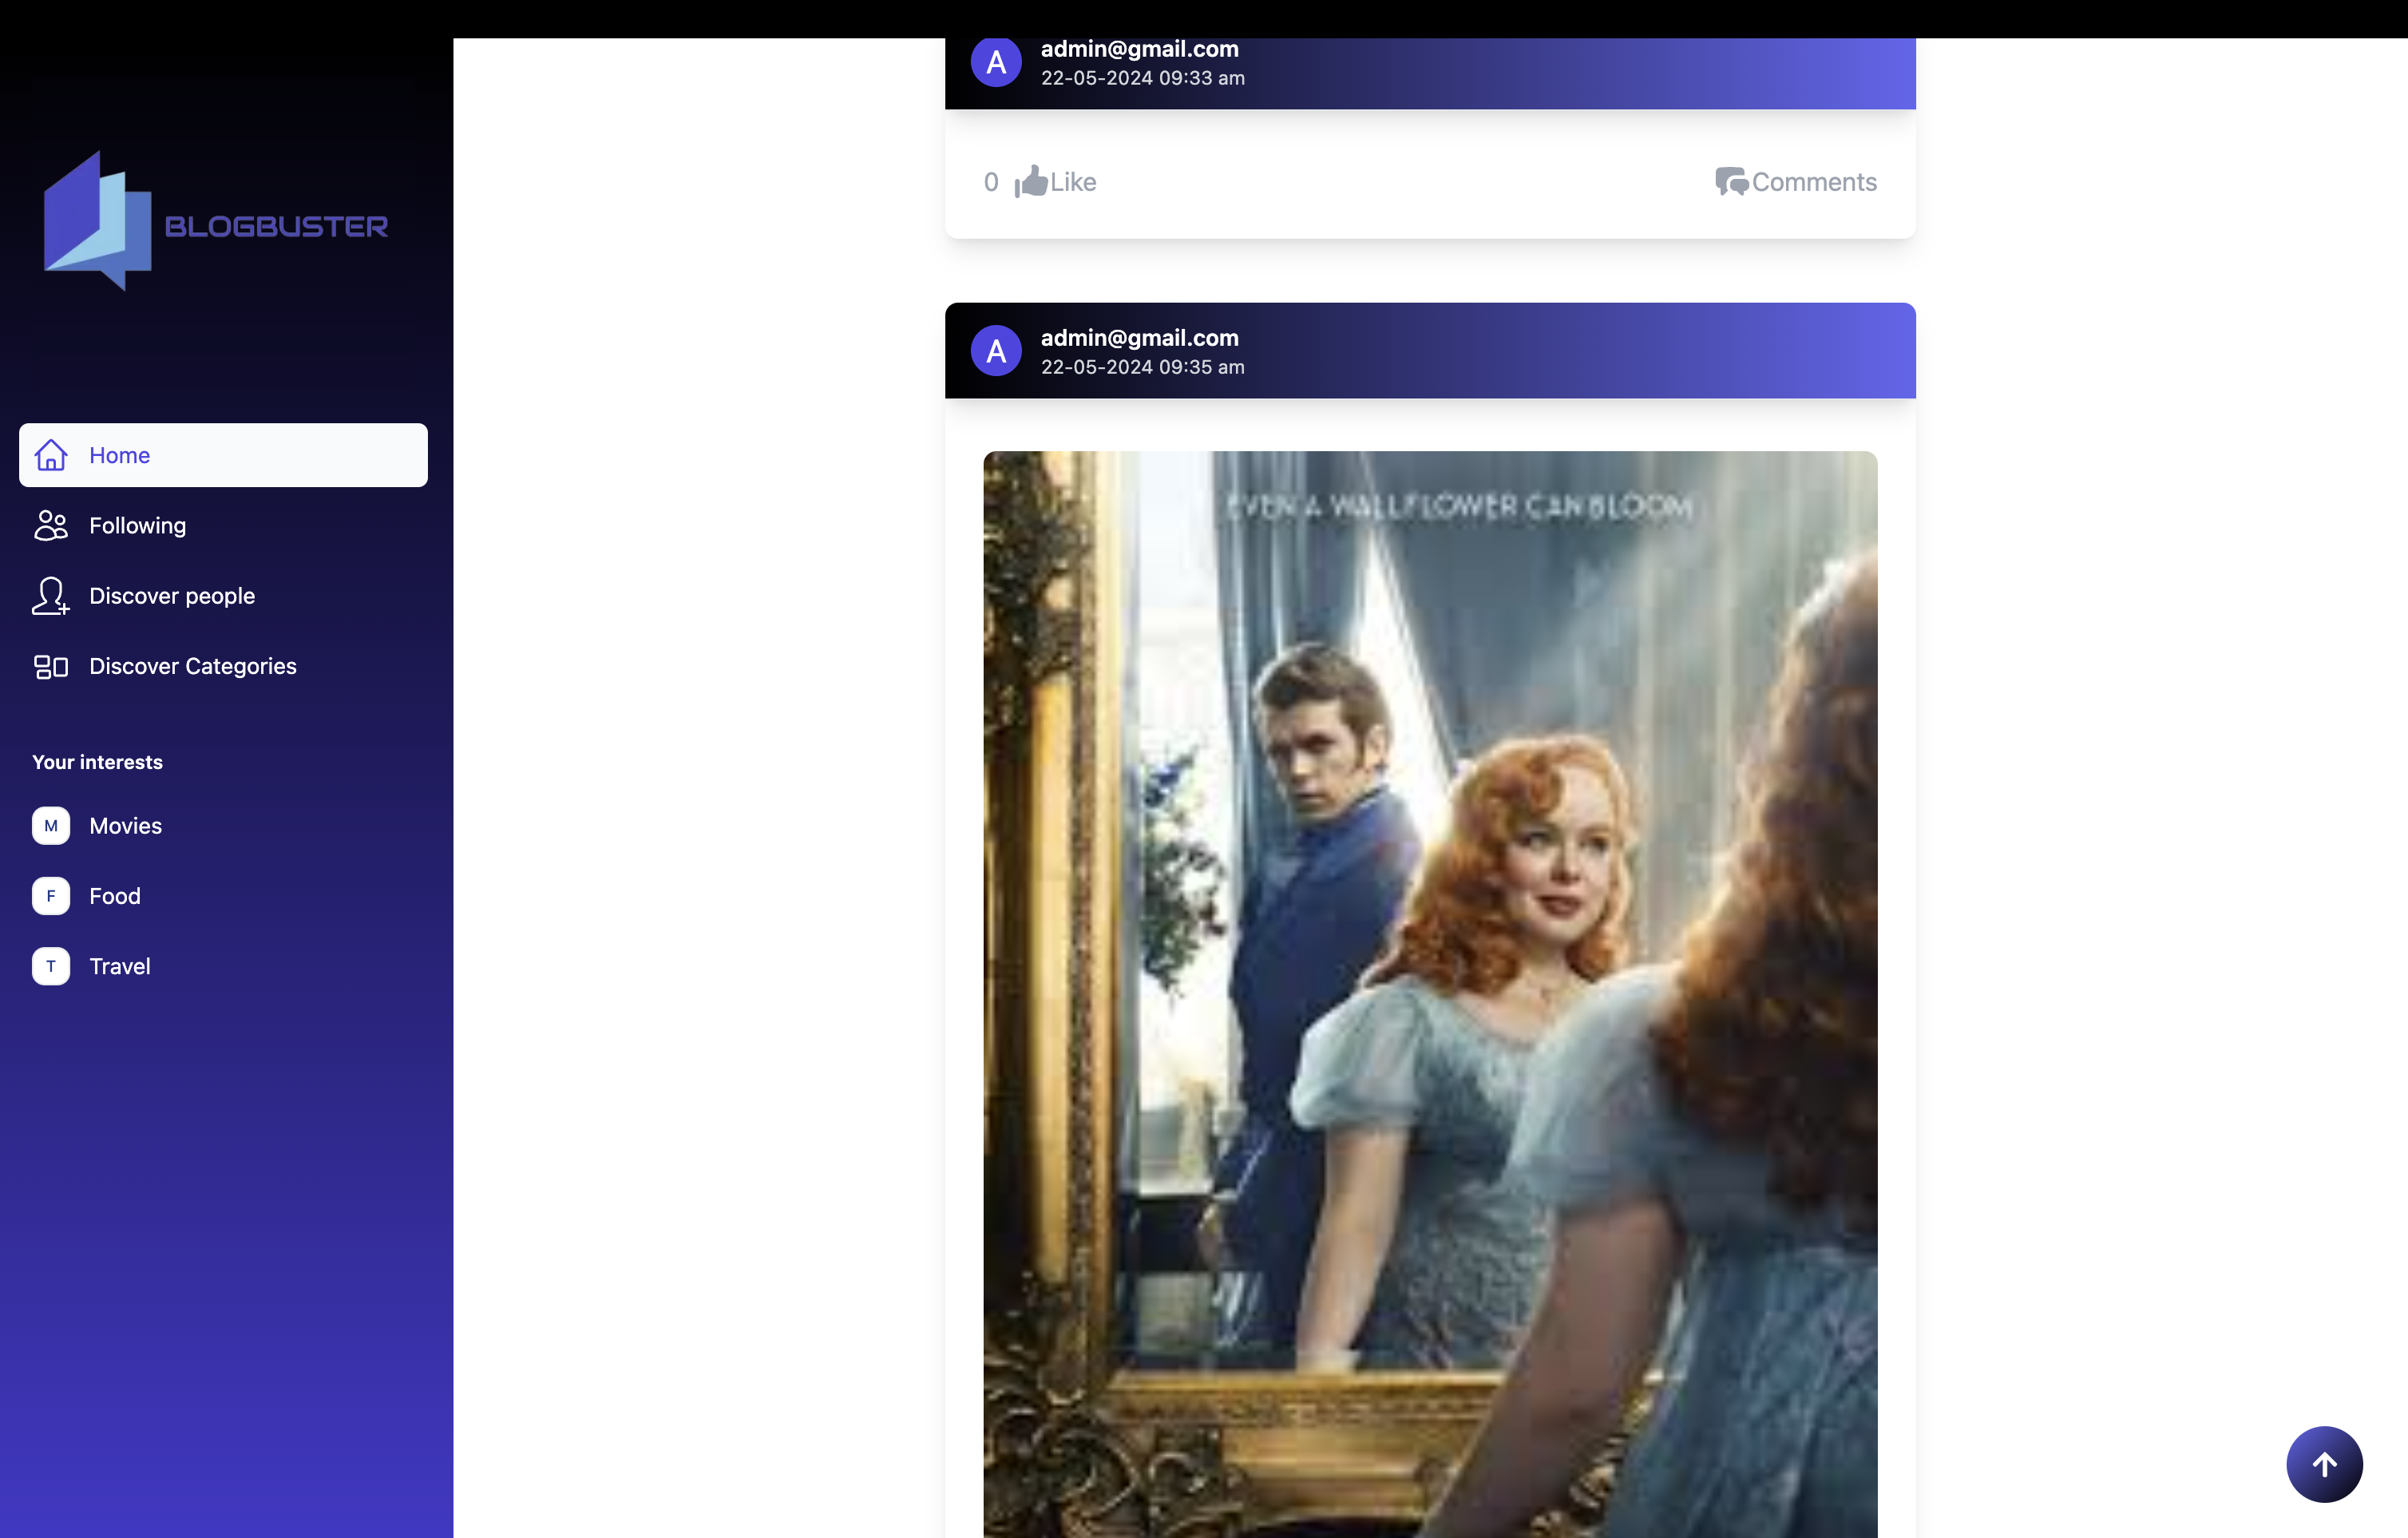 BLOGBUSTER
Home
Following
Discover people
Discover Categories
Your interests
M Movies
F Food
T Travel
A admin@gmail.com
22-05-2024 09:33 am
0 Like Comments
A admin@gmail.com
22-05-2024 09:35 am
EVEN A WALLFLOWER CAN BLOOM